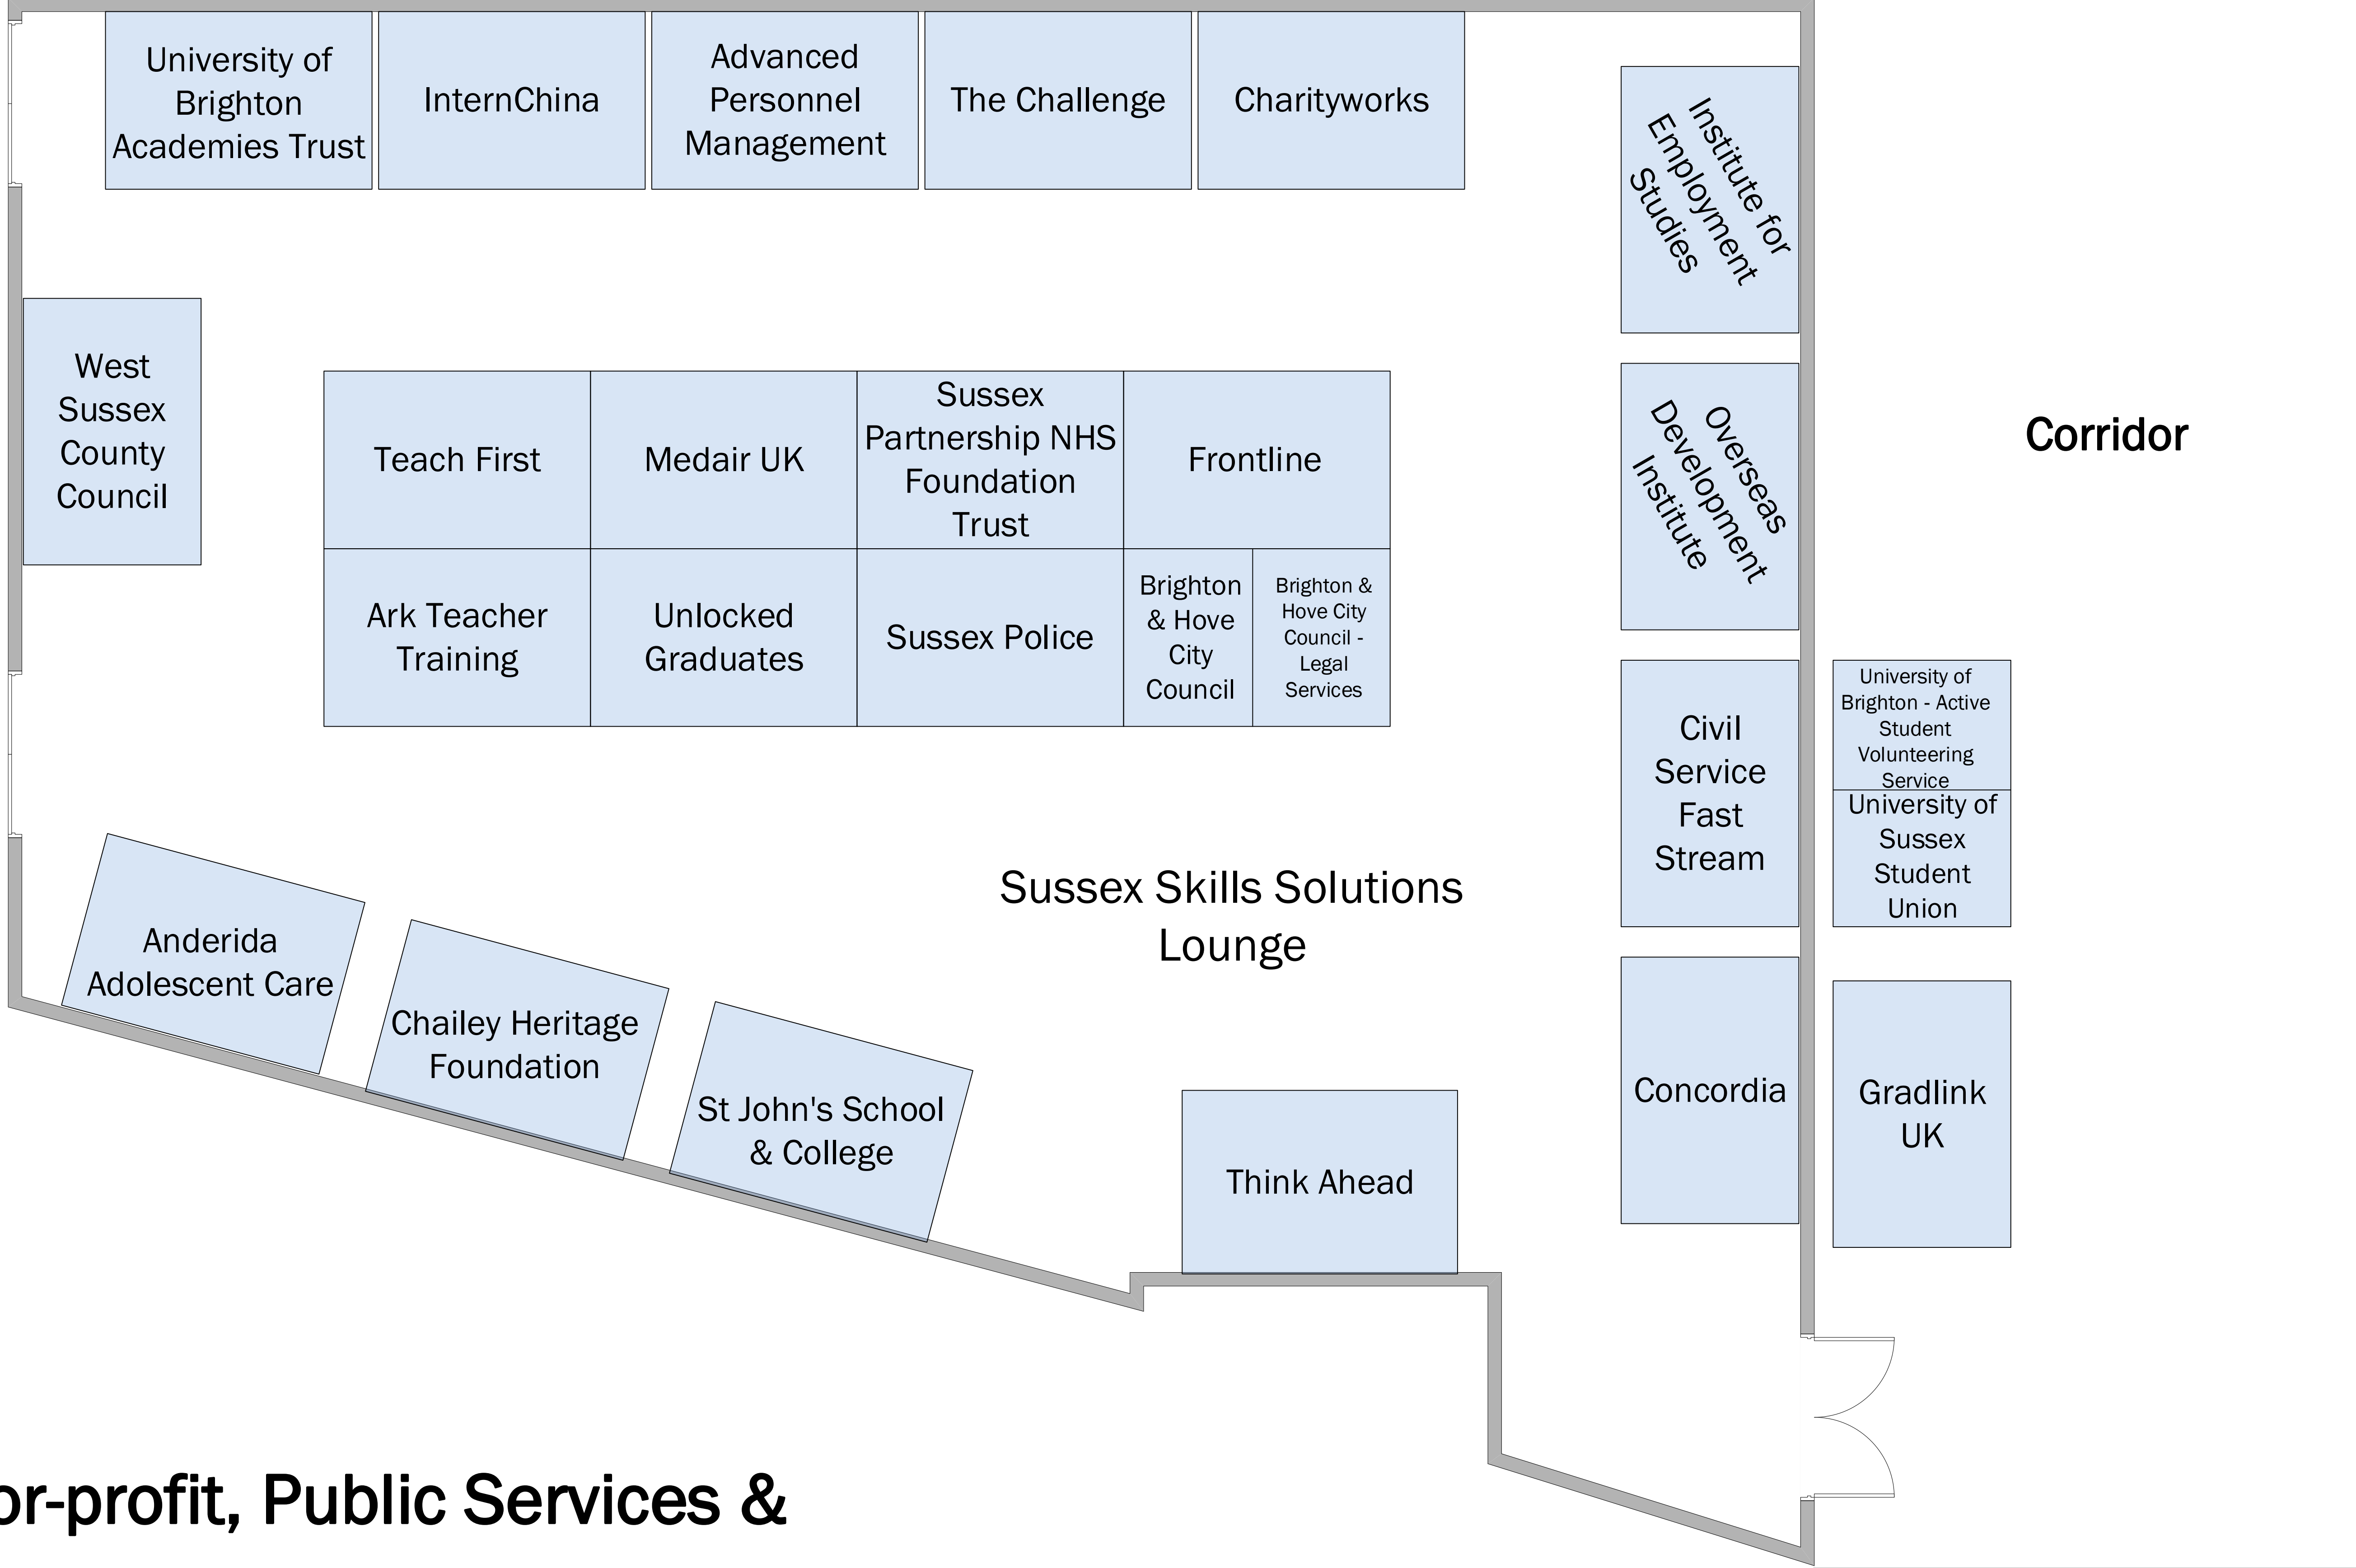 University of
Brighton
Academies Trust
InternChina
Advanced
Personnel
Management
The Challenge
Charityworks
Institute for
Employment
Studies
West
Sussex
County
Council
Teach First
Medair UK
Sussex
Partnership NHS
Foundation
Trust
Frontline
Overseas
Development
Institute
Corridor
Ark Teacher
Training
Unlocked
Graduates
Sussex Police
Brighton
& Hove
City
Council
Brighton &
Hove City
Council -
Legal
Services
Civil
Service
Fast
Stream
University of
Brighton - Active
Student
Volunteering
Service
University of
Sussex
Student
Union
Sussex Skills Solutions
Lounge
Anderida
Adolescent Care
Chailey Heritage
Foundation
St John's School
& College
Think Ahead
Concordia
Gradlink
UK
or-profit, Public Services &